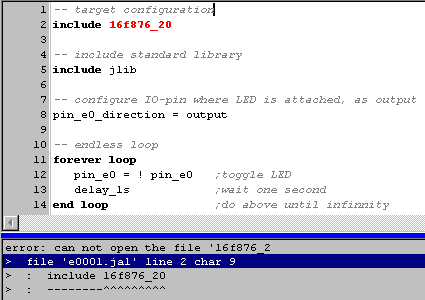 1 -- target configuration
2 include 16f876_20
3
4 -- include standard library
5 include jlib
6
7 -- configure IO-pin where LED is attached, as output
8 pin_e0_direction = output
9
10 -- endless loop
11 forever loop
12 pin_e0 = ! pin_e0 ;toggle LED
13 delay_1s ;wait one second
14 end loop ;do above until infinnity
error: can not open the file '16f876_2
> file 'e0001.jal' line 2 char 9
> : include 16f876_20
> : --------^^^^^^^^^